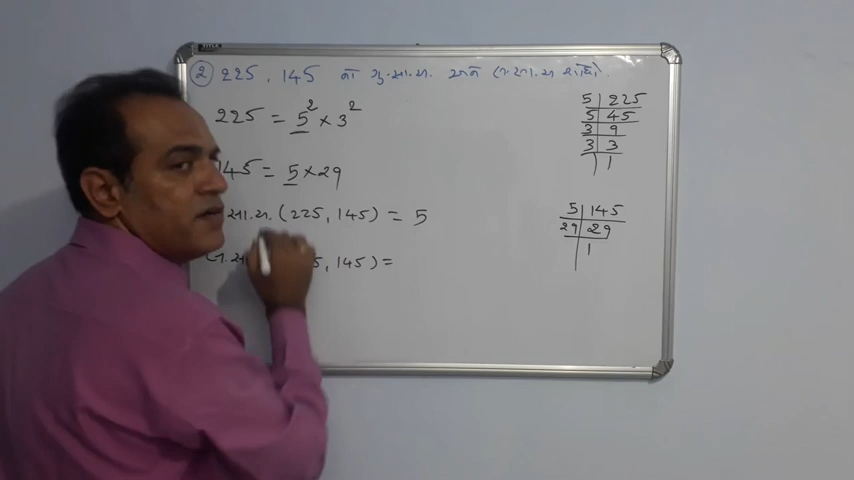 ② 225, 145 નો ગુ.સા.અ. અને લ.સા.અ શોધો.
225 = 5² × 3²
145 = 5 × 29
સા.અ. (225, 145) = 5
5, 145) =
5 | 225
5 | 45
3 | 9
3 | 3
| 1
5 | 145
29 | 29
| 1